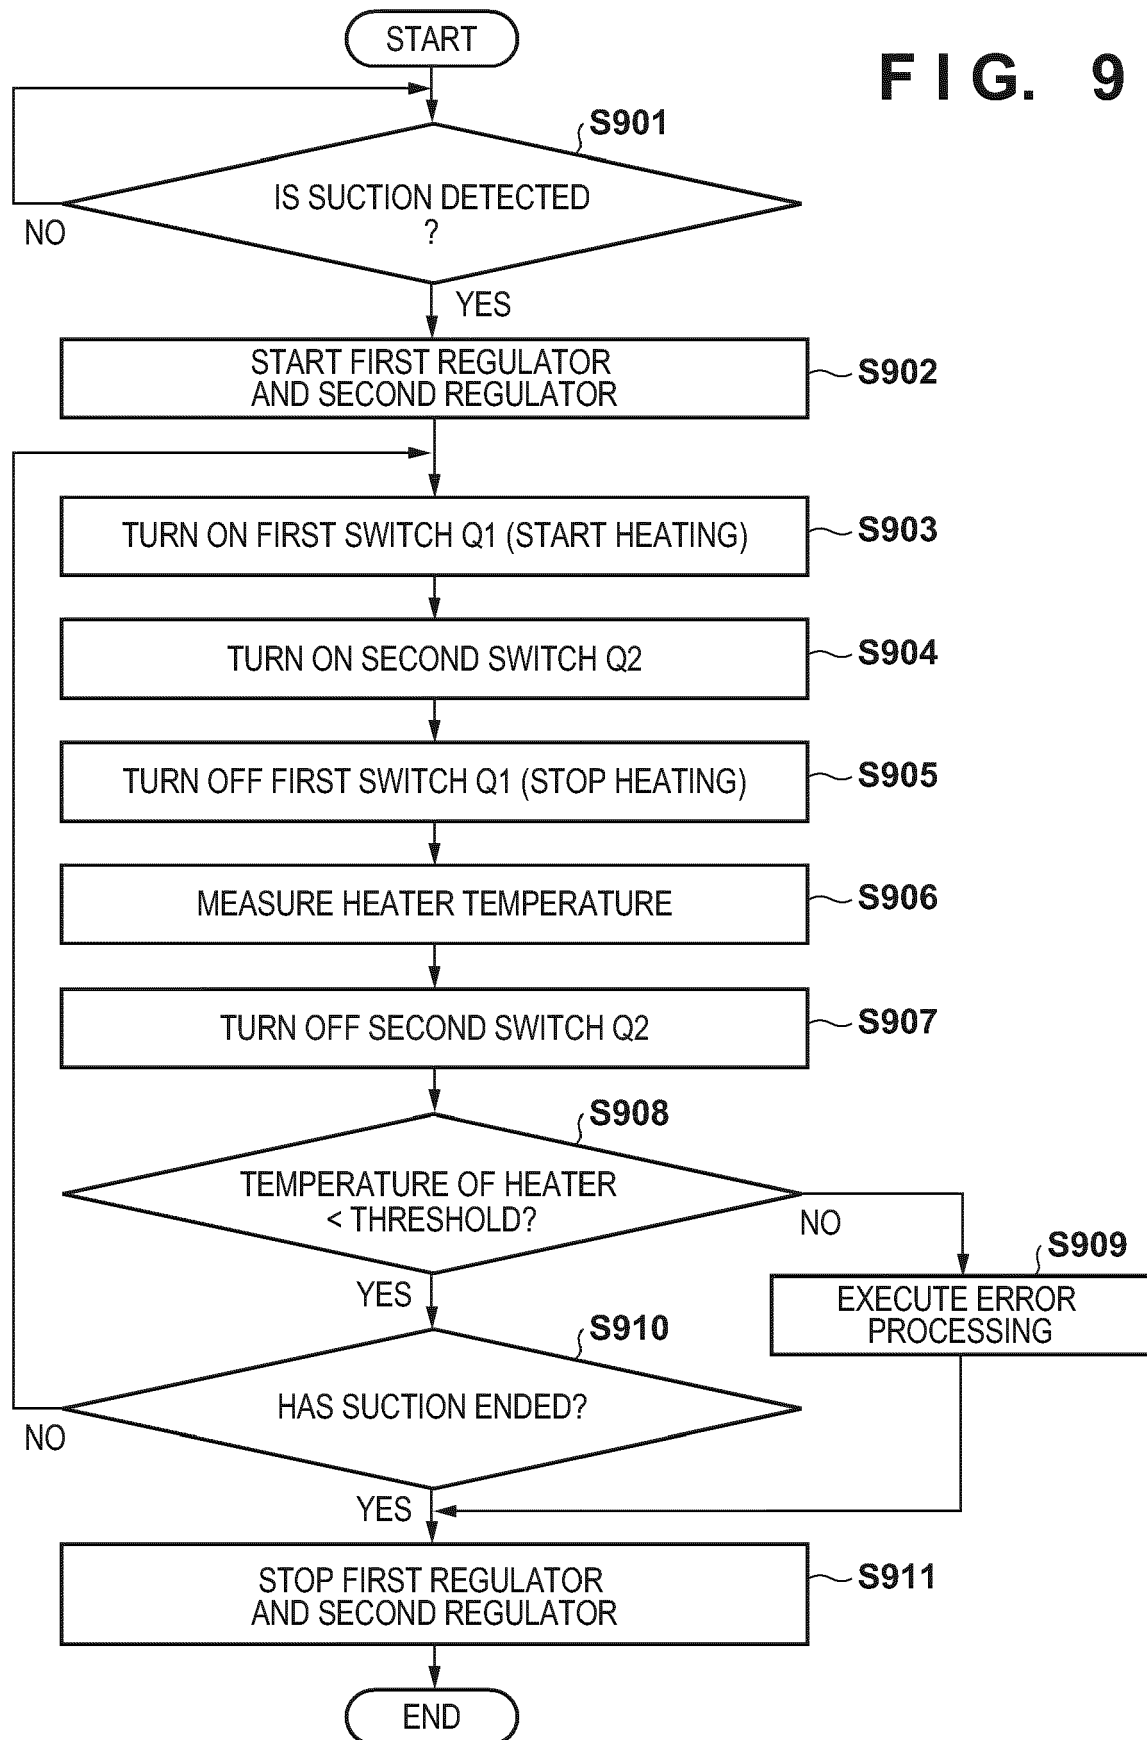 START
FIG. 9
S901
IS SUCTION DETECTED
?
NO
YES
START FIRST REGULATOR
AND SECOND REGULATOR
S902
TURN ON FIRST SWITCH Q1 (START HEATING)
S903
TURN ON SECOND SWITCH Q2
S904
TURN OFF FIRST SWITCH Q1 (STOP HEATING)
S905
MEASURE HEATER TEMPERATURE
S906
TURN OFF SECOND SWITCH Q2
S907
S908
TEMPERATURE OF HEATER
< THRESHOLD?
NO
YES
S909
EXECUTE ERROR
PROCESSING
S910
HAS SUCTION ENDED?
NO
YES
STOP FIRST REGULATOR
AND SECOND REGULATOR
S911
END